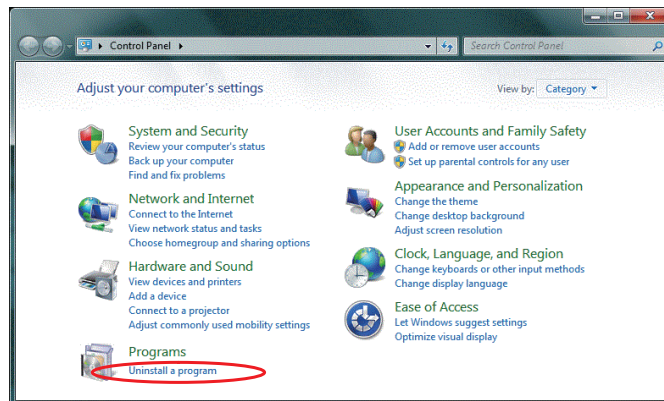 Control Panel
Search Control Panel
Adjust your computer's settings
View by: Category
System and Security
Review your computer's status
Back up your computer
Find and fix problems
Network and Internet
Connect to the Internet
View network status and tasks
Choose homegroup and sharing options
Hardware and Sound
View devices and printers
Add a device
Connect to a projector
Adjust commonly used mobility settings
Programs
Uninstall a program
User Accounts and Family Safety
Add or remove user accounts
Set up parental controls for any user
Appearance and Personalization
Change the theme
Change desktop background
Adjust screen resolution
Clock, Language, and Region
Change keyboards or other input methods
Change display language
Ease of Access
Let Windows suggest settings
Optimize visual display